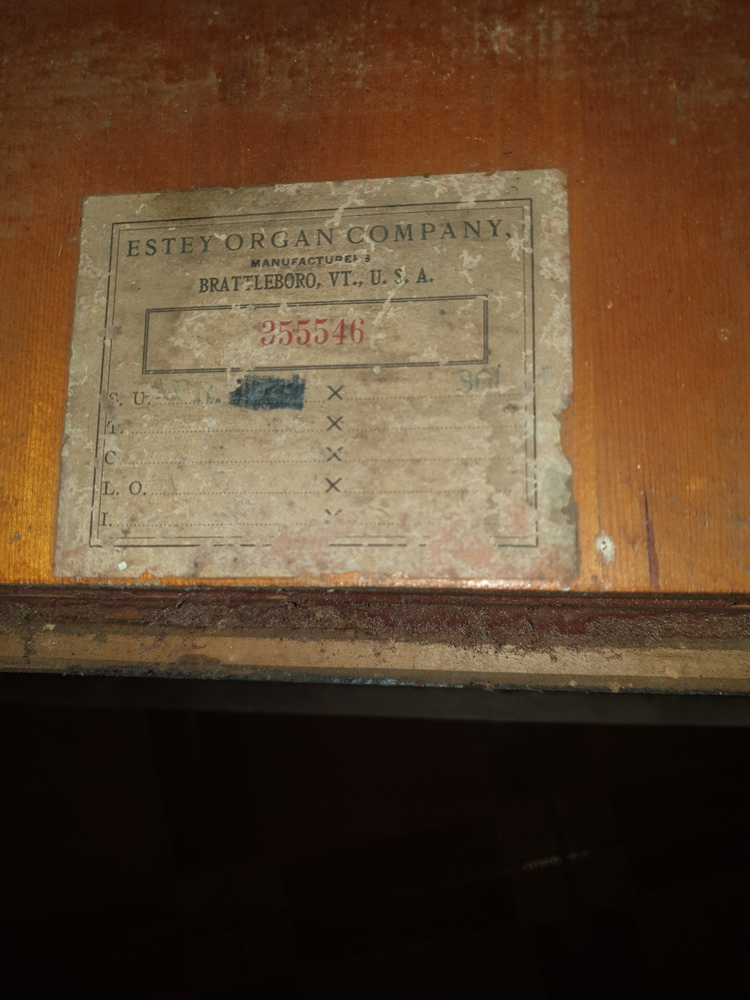 ESTEY ORGAN COMPANY,
MANUFACTURERS
BRATTLEBORO, VT., U. S. A.
355546
S. U. ×
T. ×
C ×
L. O. ×
I. ×